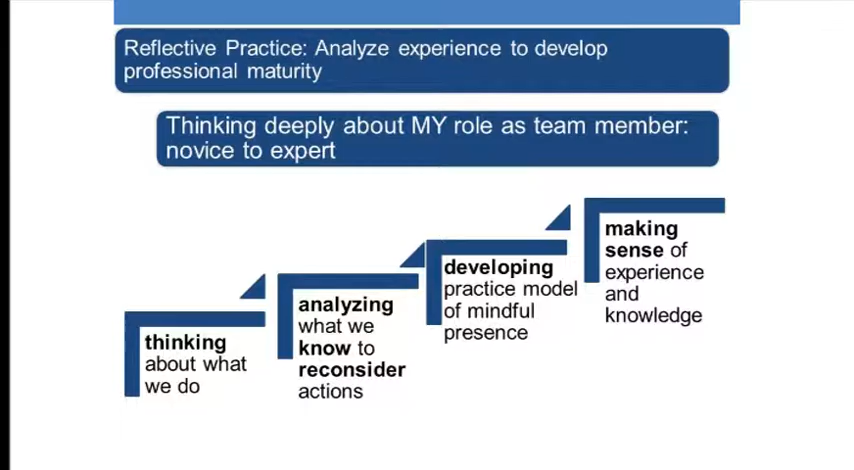 Reflective Practice: Analyze experience to develop
professional maturity
Thinking deeply about MY role as team member:
novice to expert
thinking
about what
we do
analyzing
what we
know to
reconsider
actions
developing
practice model
of mindful
presence
making
sense of
experience
and
knowledge